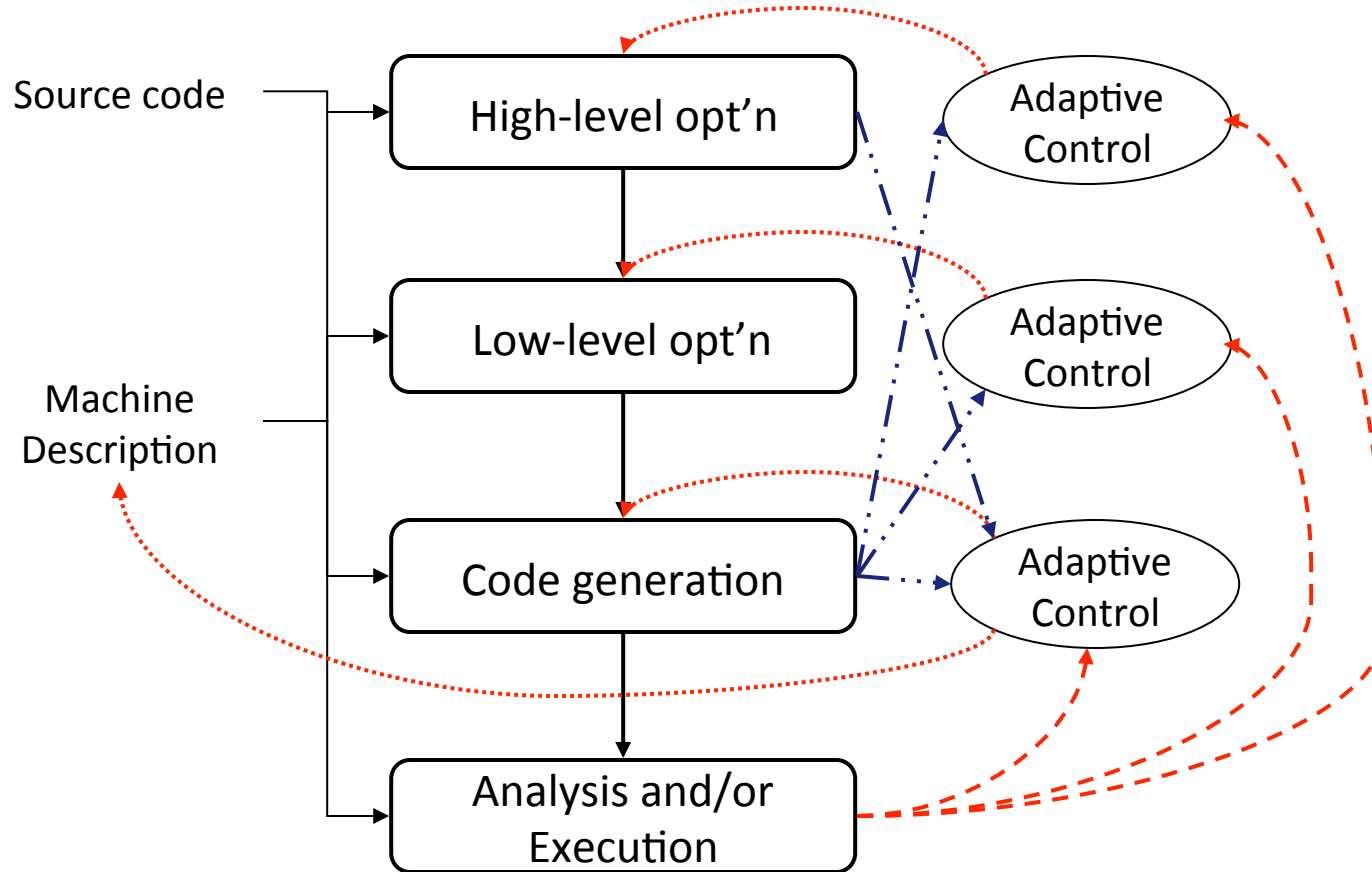 Source code
High-level opt’n
Adaptive
Control
Low-level opt’n
Adaptive
Control
Machine
Description
Code generation
Adaptive
Control
Analysis and/or
Execution